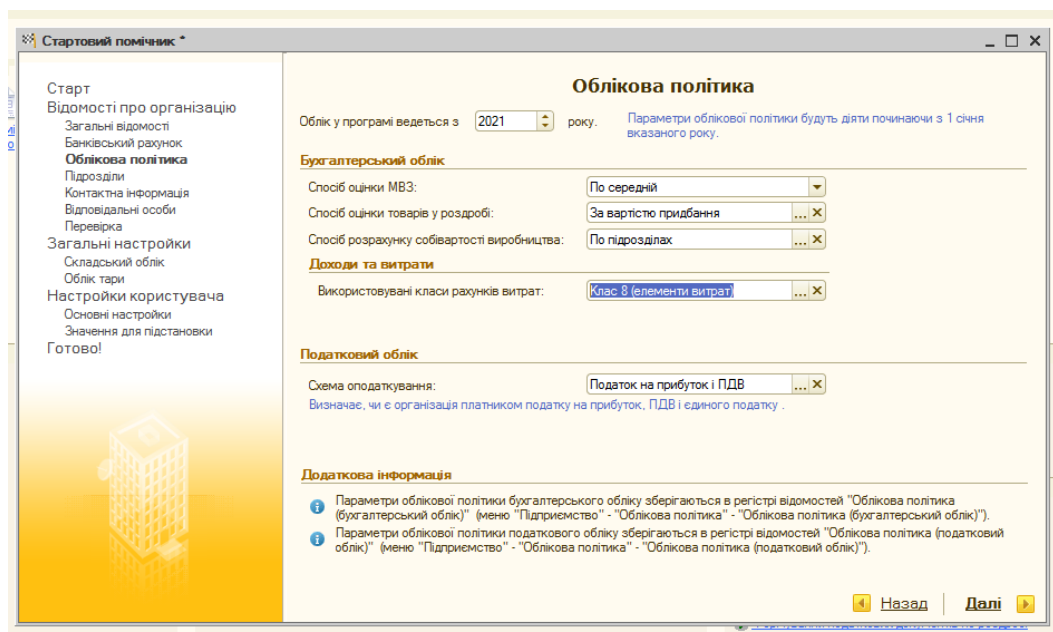 Стартовий помічник *
Старт
Відомості про організацію
Загальні відомості
Банківський рахунок
Облікова політика
Підрозділи
Контактна інформація
Відповідальні особи
Перевірка
Загальні настройки
Складський облік
Облік тари
Настройки користувача
Основні настройки
Значення для підстановки
Готово!
Облікова політика
Облік у програмі ведеться з 2021 року. Параметри облікової політики будуть діяти починаючи з 1 січня
вказаного року.
Бухгалтерський облік
Спосіб оцінки МВЗ: По середній
Спосіб оцінки товарів у роздробі: За вартістю придбання ...
Спосіб розрахунку собівартості виробництва: По підрозділах ...
Доходи та витрати
Використовувані класи рахунків витрат: Клас 8 (елементи витрат) ...
Податковий облік
Схема оподаткування: Податок на прибуток і ПДВ ...
Визначає, чи є організація платником податку на прибуток, ПДВ і єдиного податку .
Додаткова інформація
Параметри облікової політики бухгалтерського обліку зберігаються в регістрі відомостей "Облікова політика
(бухгалтерський облік)" (меню "Підприємство" - "Облікова політика" - "Облікова політика (бухгалтерський облік)").
Параметри облікової політики податкового обліку зберігаються в регістрі відомостей "Облікова політика (податковий
облік)" (меню "Підприємство" - "Облікова політика" - "Облікова політика (податковий облік)").
Назад Далі